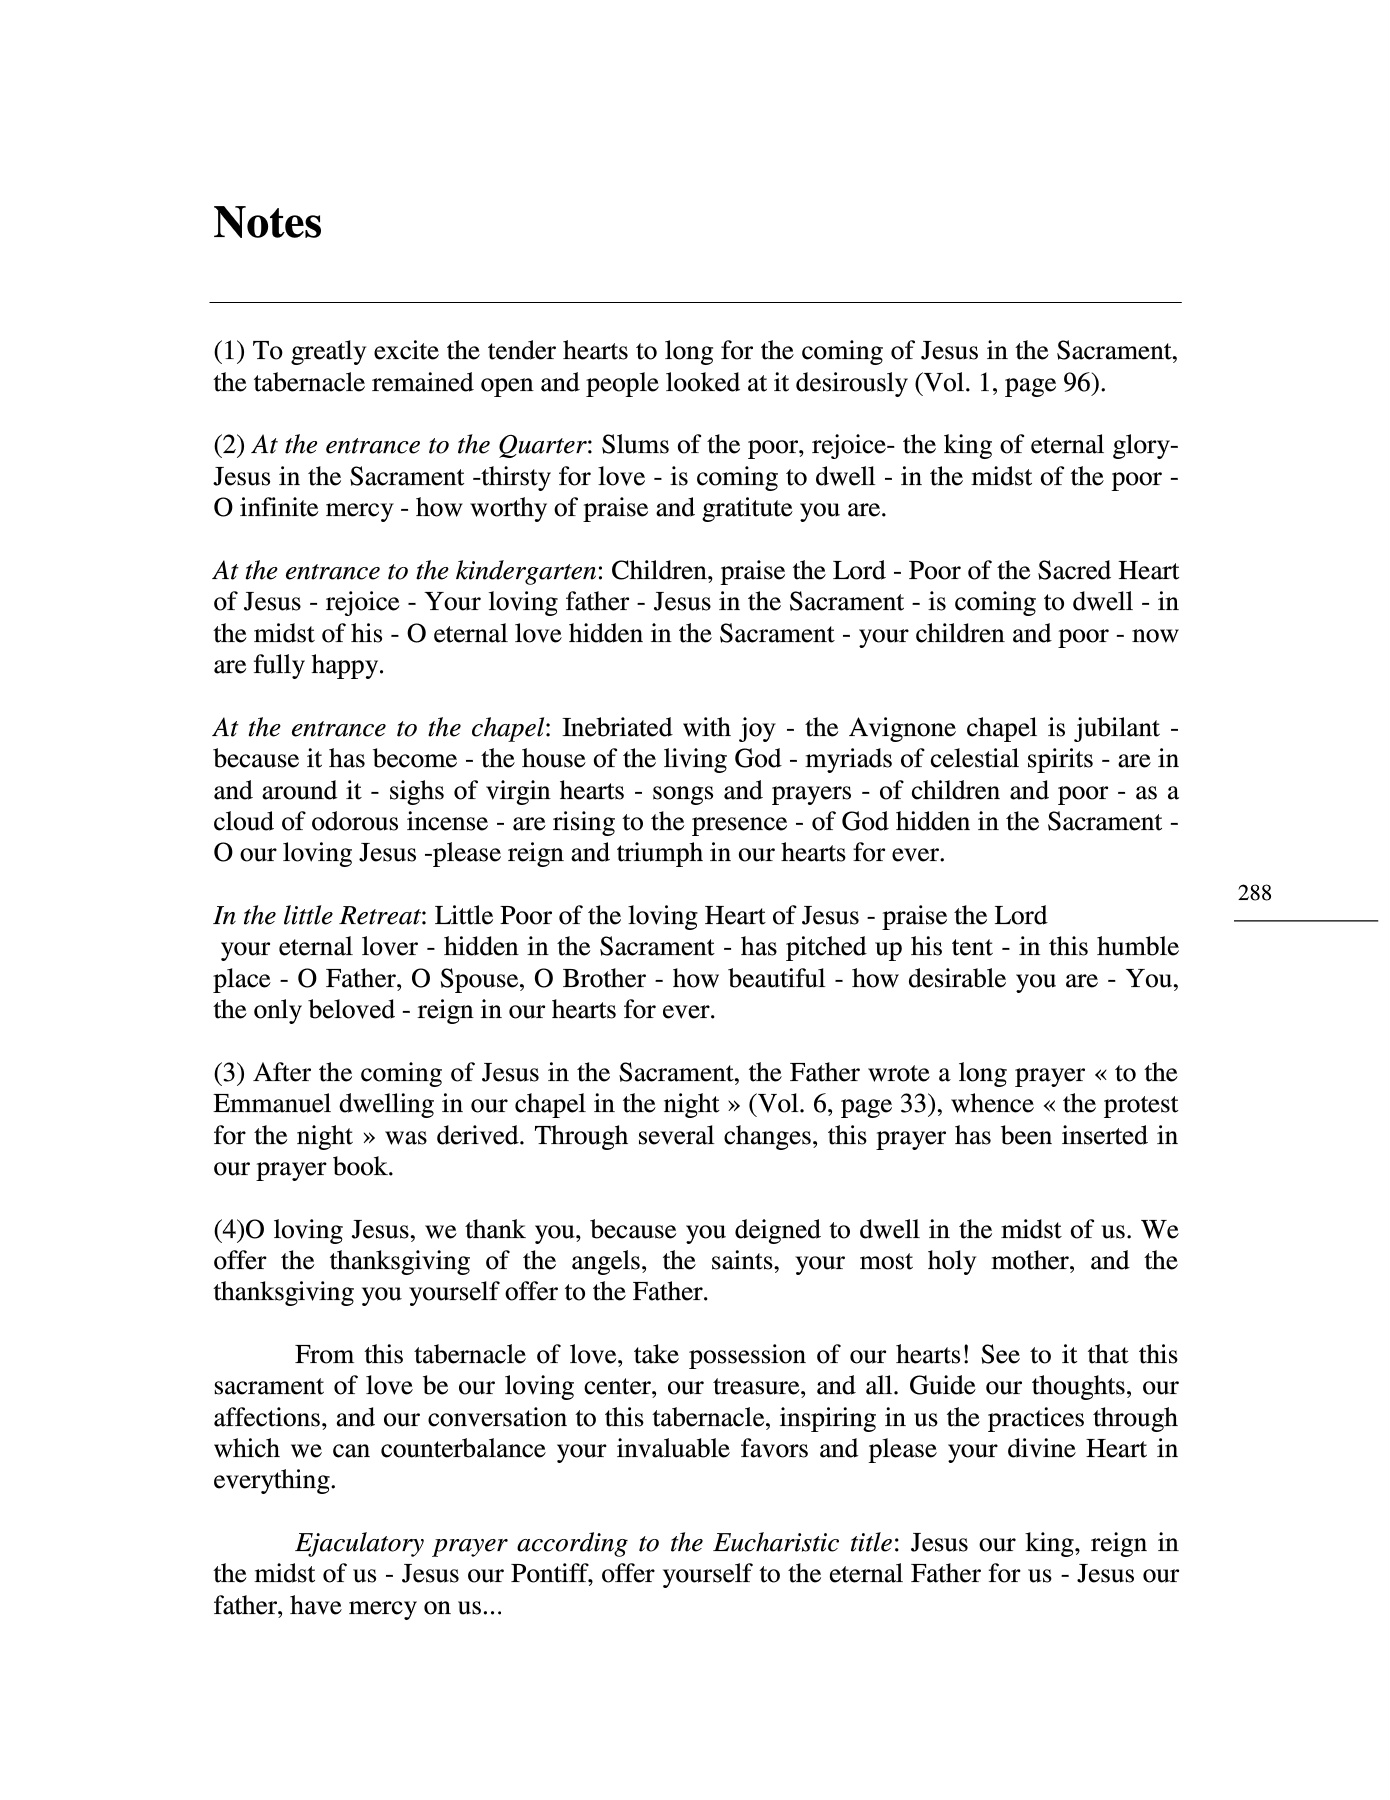 Notes
(1) To greatly excite the tender hearts to long for the coming of Jesus in the Sacrament,
the tabernacle remained open and people looked at it desirously (Vol. 1, page 96).
(2) At the entrance to the Quarter: Slums of the poor, rejoice- the king of eternal glory-
Jesus in the Sacrament -thirsty for love - is coming to dwell - in the midst of the poor -
O infinite mercy - how worthy of praise and gratitute you are.
At the entrance to the kindergarten: Children, praise the Lord - Poor of the Sacred Heart
of Jesus - rejoice - Your loving father - Jesus in the Sacrament - is coming to dwell - in
the midst of his - O eternal love hidden in the Sacrament - your children and poor - now
are fully happy.
At the entrance to the chapel: Inebriated with joy - the Avignone chapel is jubilant -
because it has become - the house of the living God - myriads of celestial spirits - are in
and around it - sighs of virgin hearts - songs and prayers - of children and poor - as a
cloud of odorous incense - are rising to the presence - of God hidden in the Sacrament -
O our loving Jesus -please reign and triumph in our hearts for ever.
288
In the little Retreat: Little Poor of the loving Heart of Jesus - praise the Lord
your eternal lover - hidden in the Sacrament - has pitched up his tent - in this humble
place - O Father, O Spouse, O Brother - how beautiful - how desirable you are - You,
the only beloved - reign in our hearts for ever.
(3) After the coming of Jesus in the Sacrament, the Father wrote a long prayer « to the
Emmanuel dwelling in our chapel in the night » (Vol. 6, page 33), whence « the protest
for the night » was derived. Through several changes, this prayer has been inserted in
our prayer book.
(4)O loving Jesus, we thank you, because you deigned to dwell in the midst of us. We
offer the thanksgiving of the angels, the saints, your most holy mother, and the
thanksgiving you yourself offer to the Father.
From this tabernacle of love, take possession of our hearts! See to it that this
sacrament of love be our loving center, our treasure, and all. Guide our thoughts, our
affections, and our conversation to this tabernacle, inspiring in us the practices through
which we can counterbalance your invaluable favors and please your divine Heart in
everything.
Ejaculatory prayer according to the Eucharistic title: Jesus our king, reign in
the midst of us - Jesus our Pontiff, offer yourself to the eternal Father for us - Jesus our
father, have mercy on us...